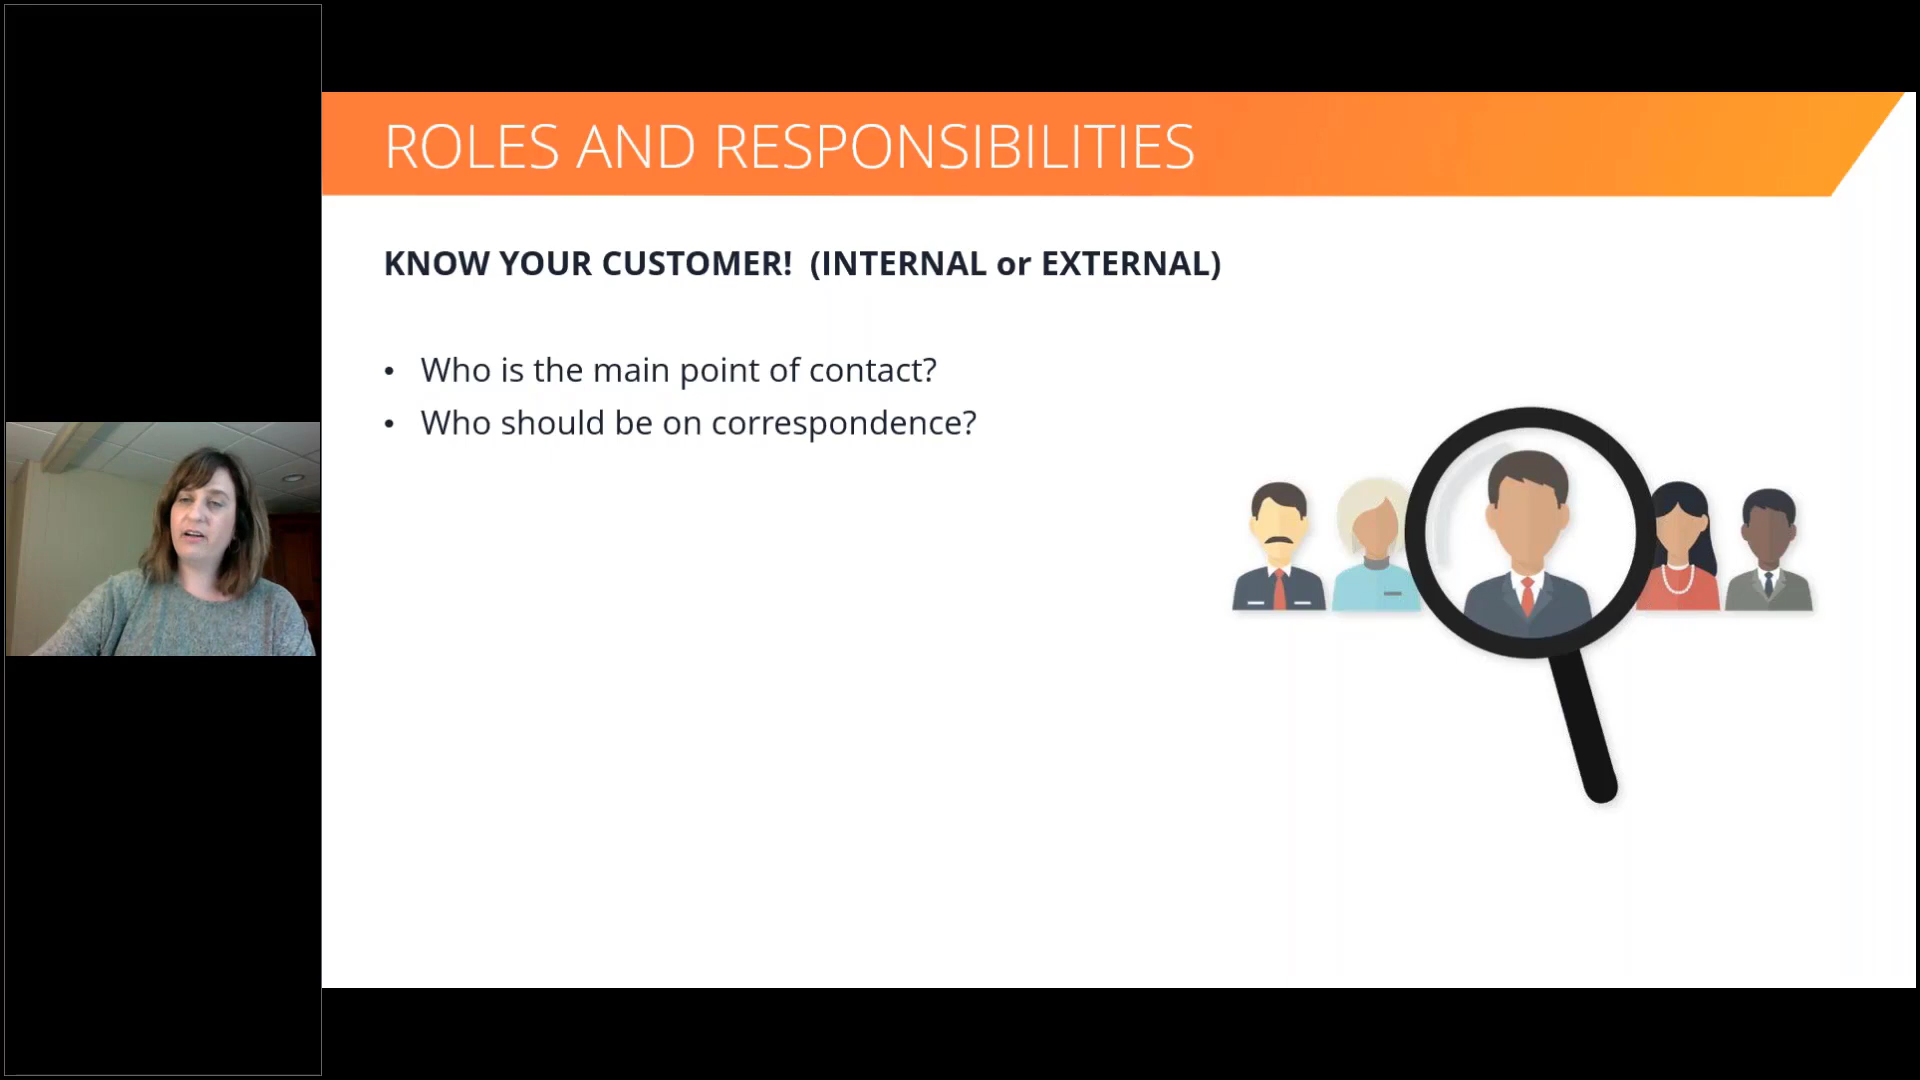 ROLES AND RESPONSIBILITIES
KNOW YOUR CUSTOMER!  (INTERNAL or EXTERNAL)
• Who is the main point of contact?
• Who should be on correspondence?